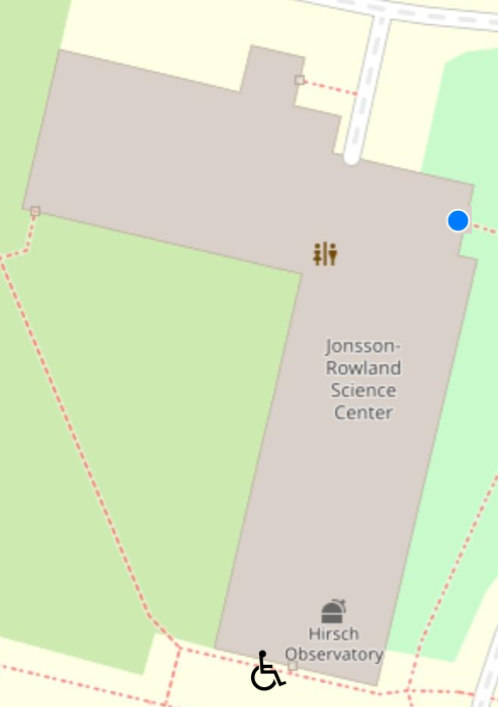 Jonsson-
Rowland
Science
Center
Hirsch
Observatory